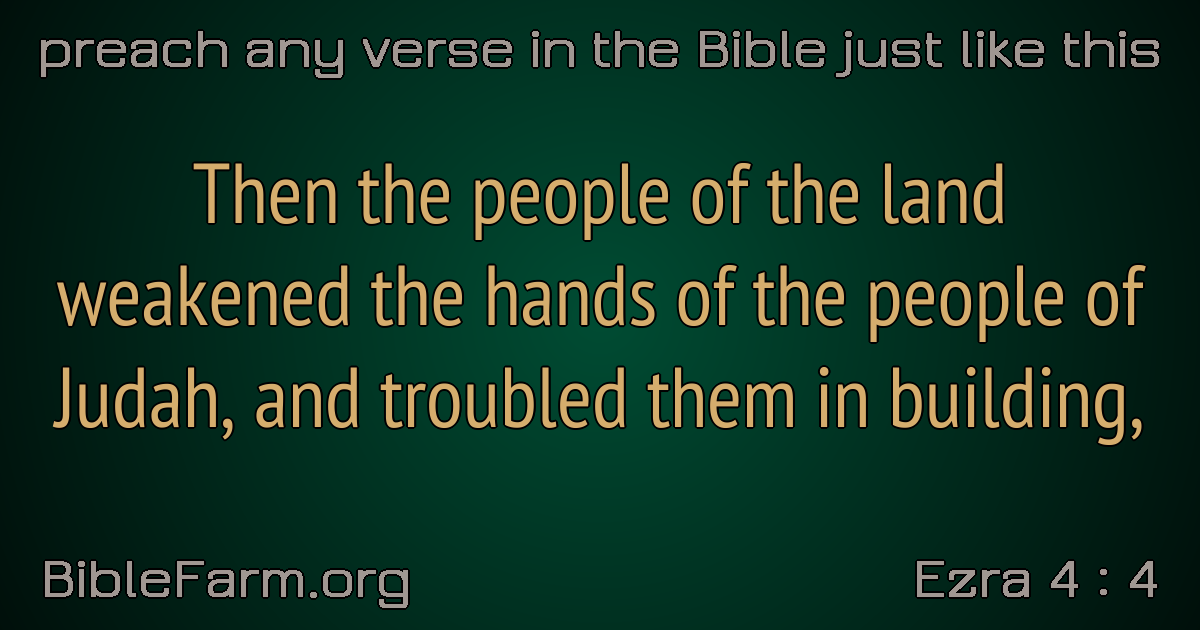 preach any verse in the Bible just like this
Then the people of the land
weakened the hands of the people of
Judah, and troubled them in building,
BibleFarm.org
Ezra 4 : 4